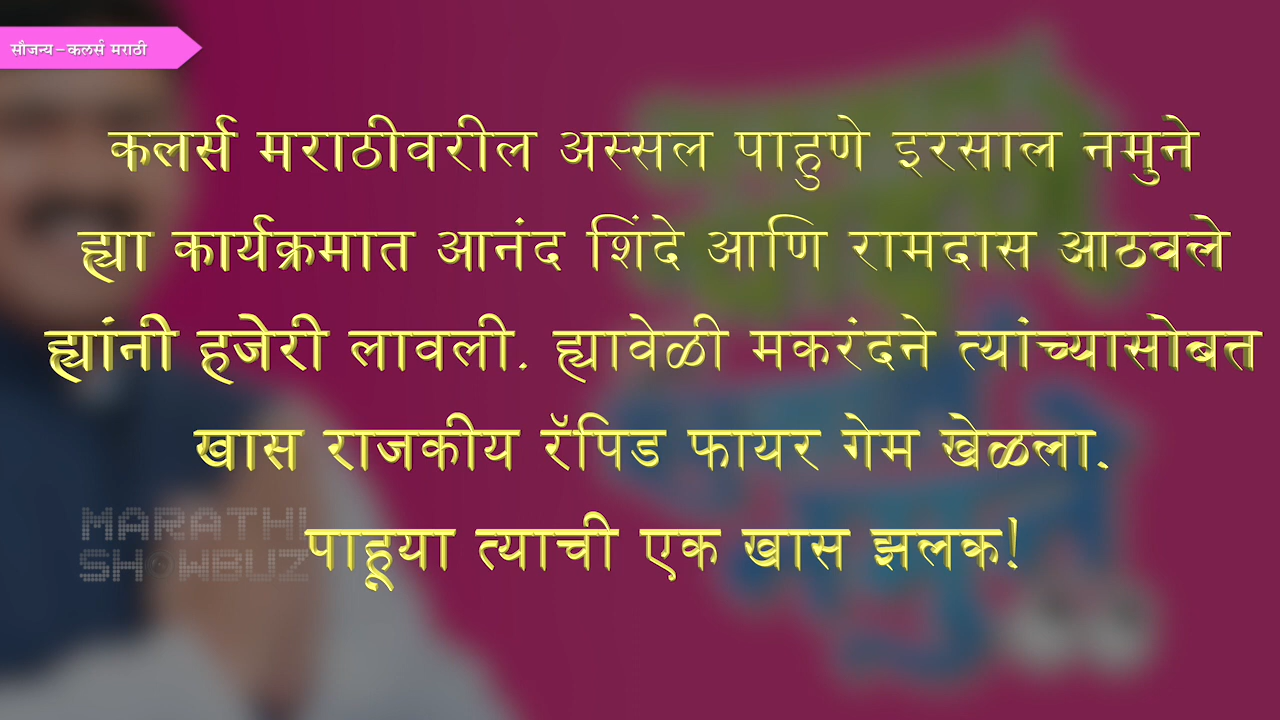 सौजन्य - कलर्स मराठी
कलर्स मराठीवरील अस्सल पाहुणे इरसाल नमुने
ह्या कार्यक्रमात आनंद शिंदे आणि रामदास आठवले
ह्यांनी हजेरी लावली. ह्यावेळी मकरंदने त्यांच्यासोबत
खास राजकीय रॅपिड फायर गेम खेळला.
पाहूया त्याची एक खास झलक!
MARATHI
SHOWBUZ